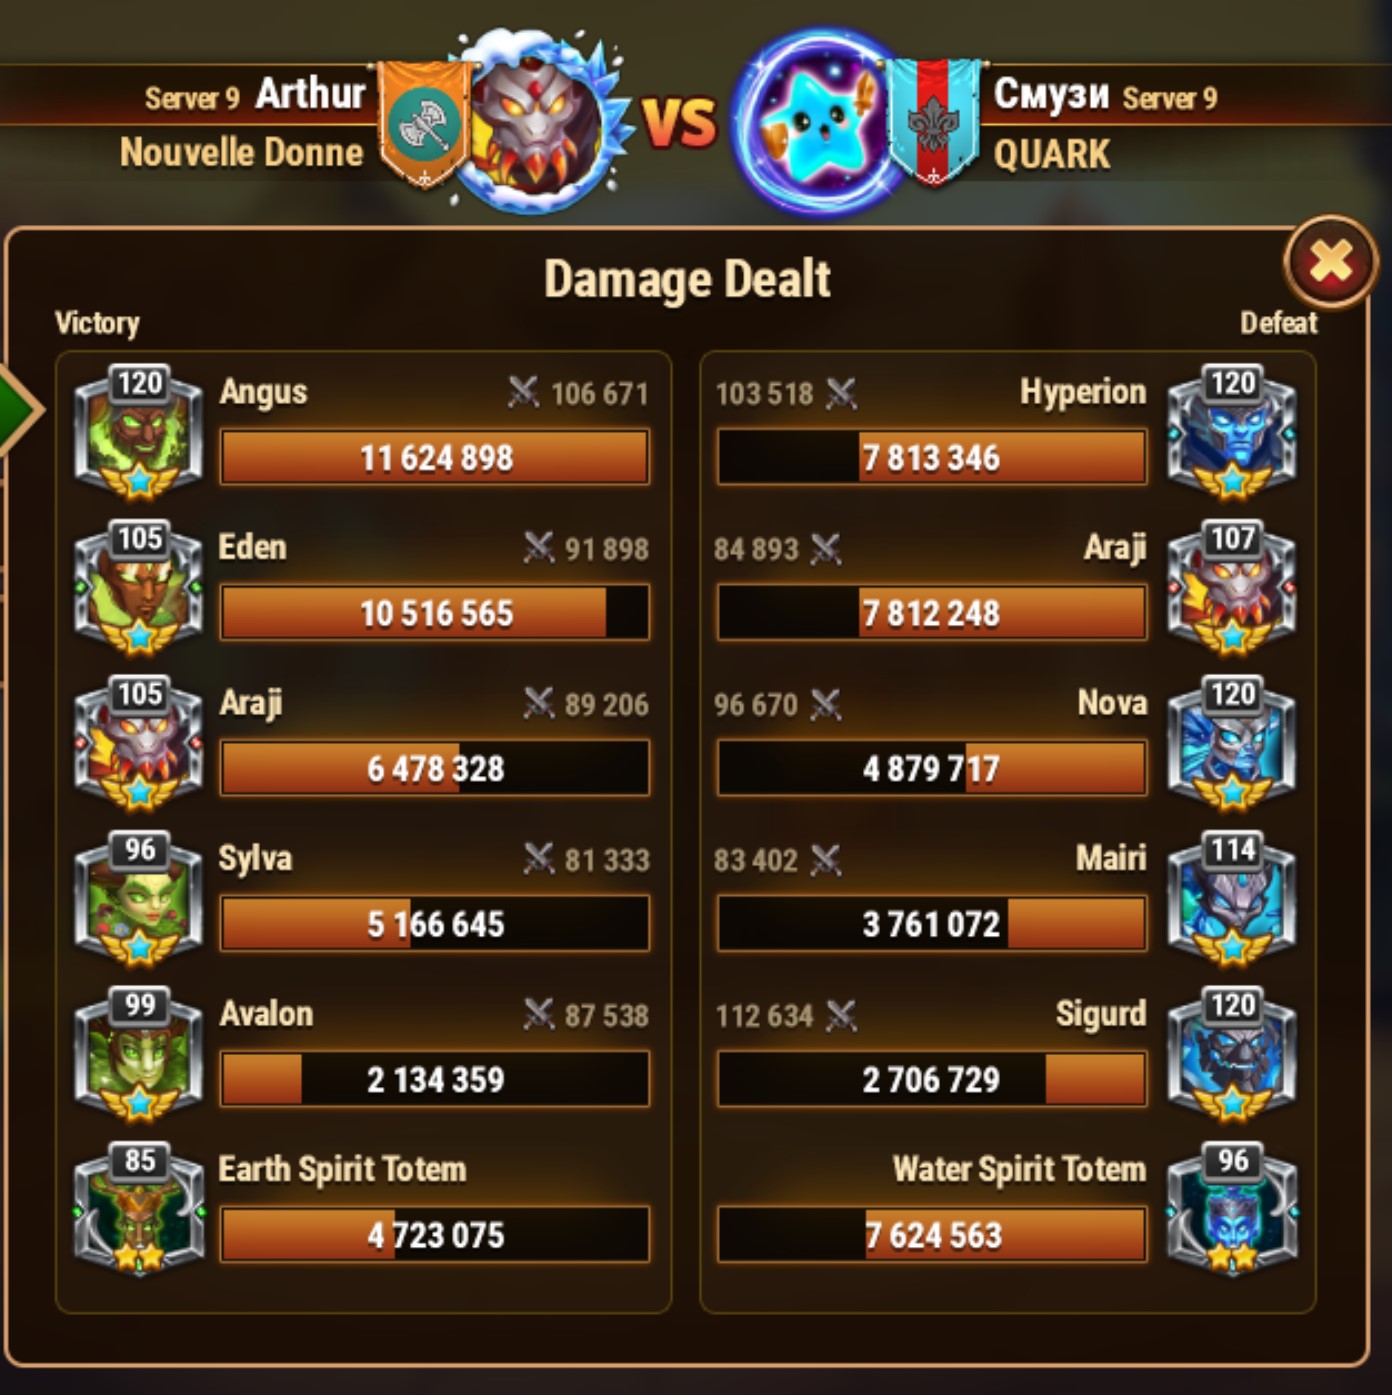 Server 9 Arthur VS Смузи Server 9
Nouvelle Donne QUARK
Damage Dealt
Victory Defeat
120 Angus 106 671
11 624 898
105 Eden 91 898
10 516 565
105 Araji 89 206
6 478 328
96 Sylva 81 333
5 166 645
99 Avalon 87 538
2 134 359
85 Earth Spirit Totem
4 723 075
103 518 Hyperion 120
7 813 346
84 893 Araji 107
7 812 248
96 670 Nova 120
4 879 717
83 402 Mairi 114
3 761 072
112 634 Sigurd 120
2 706 729
Water Spirit Totem 96
7 624 563